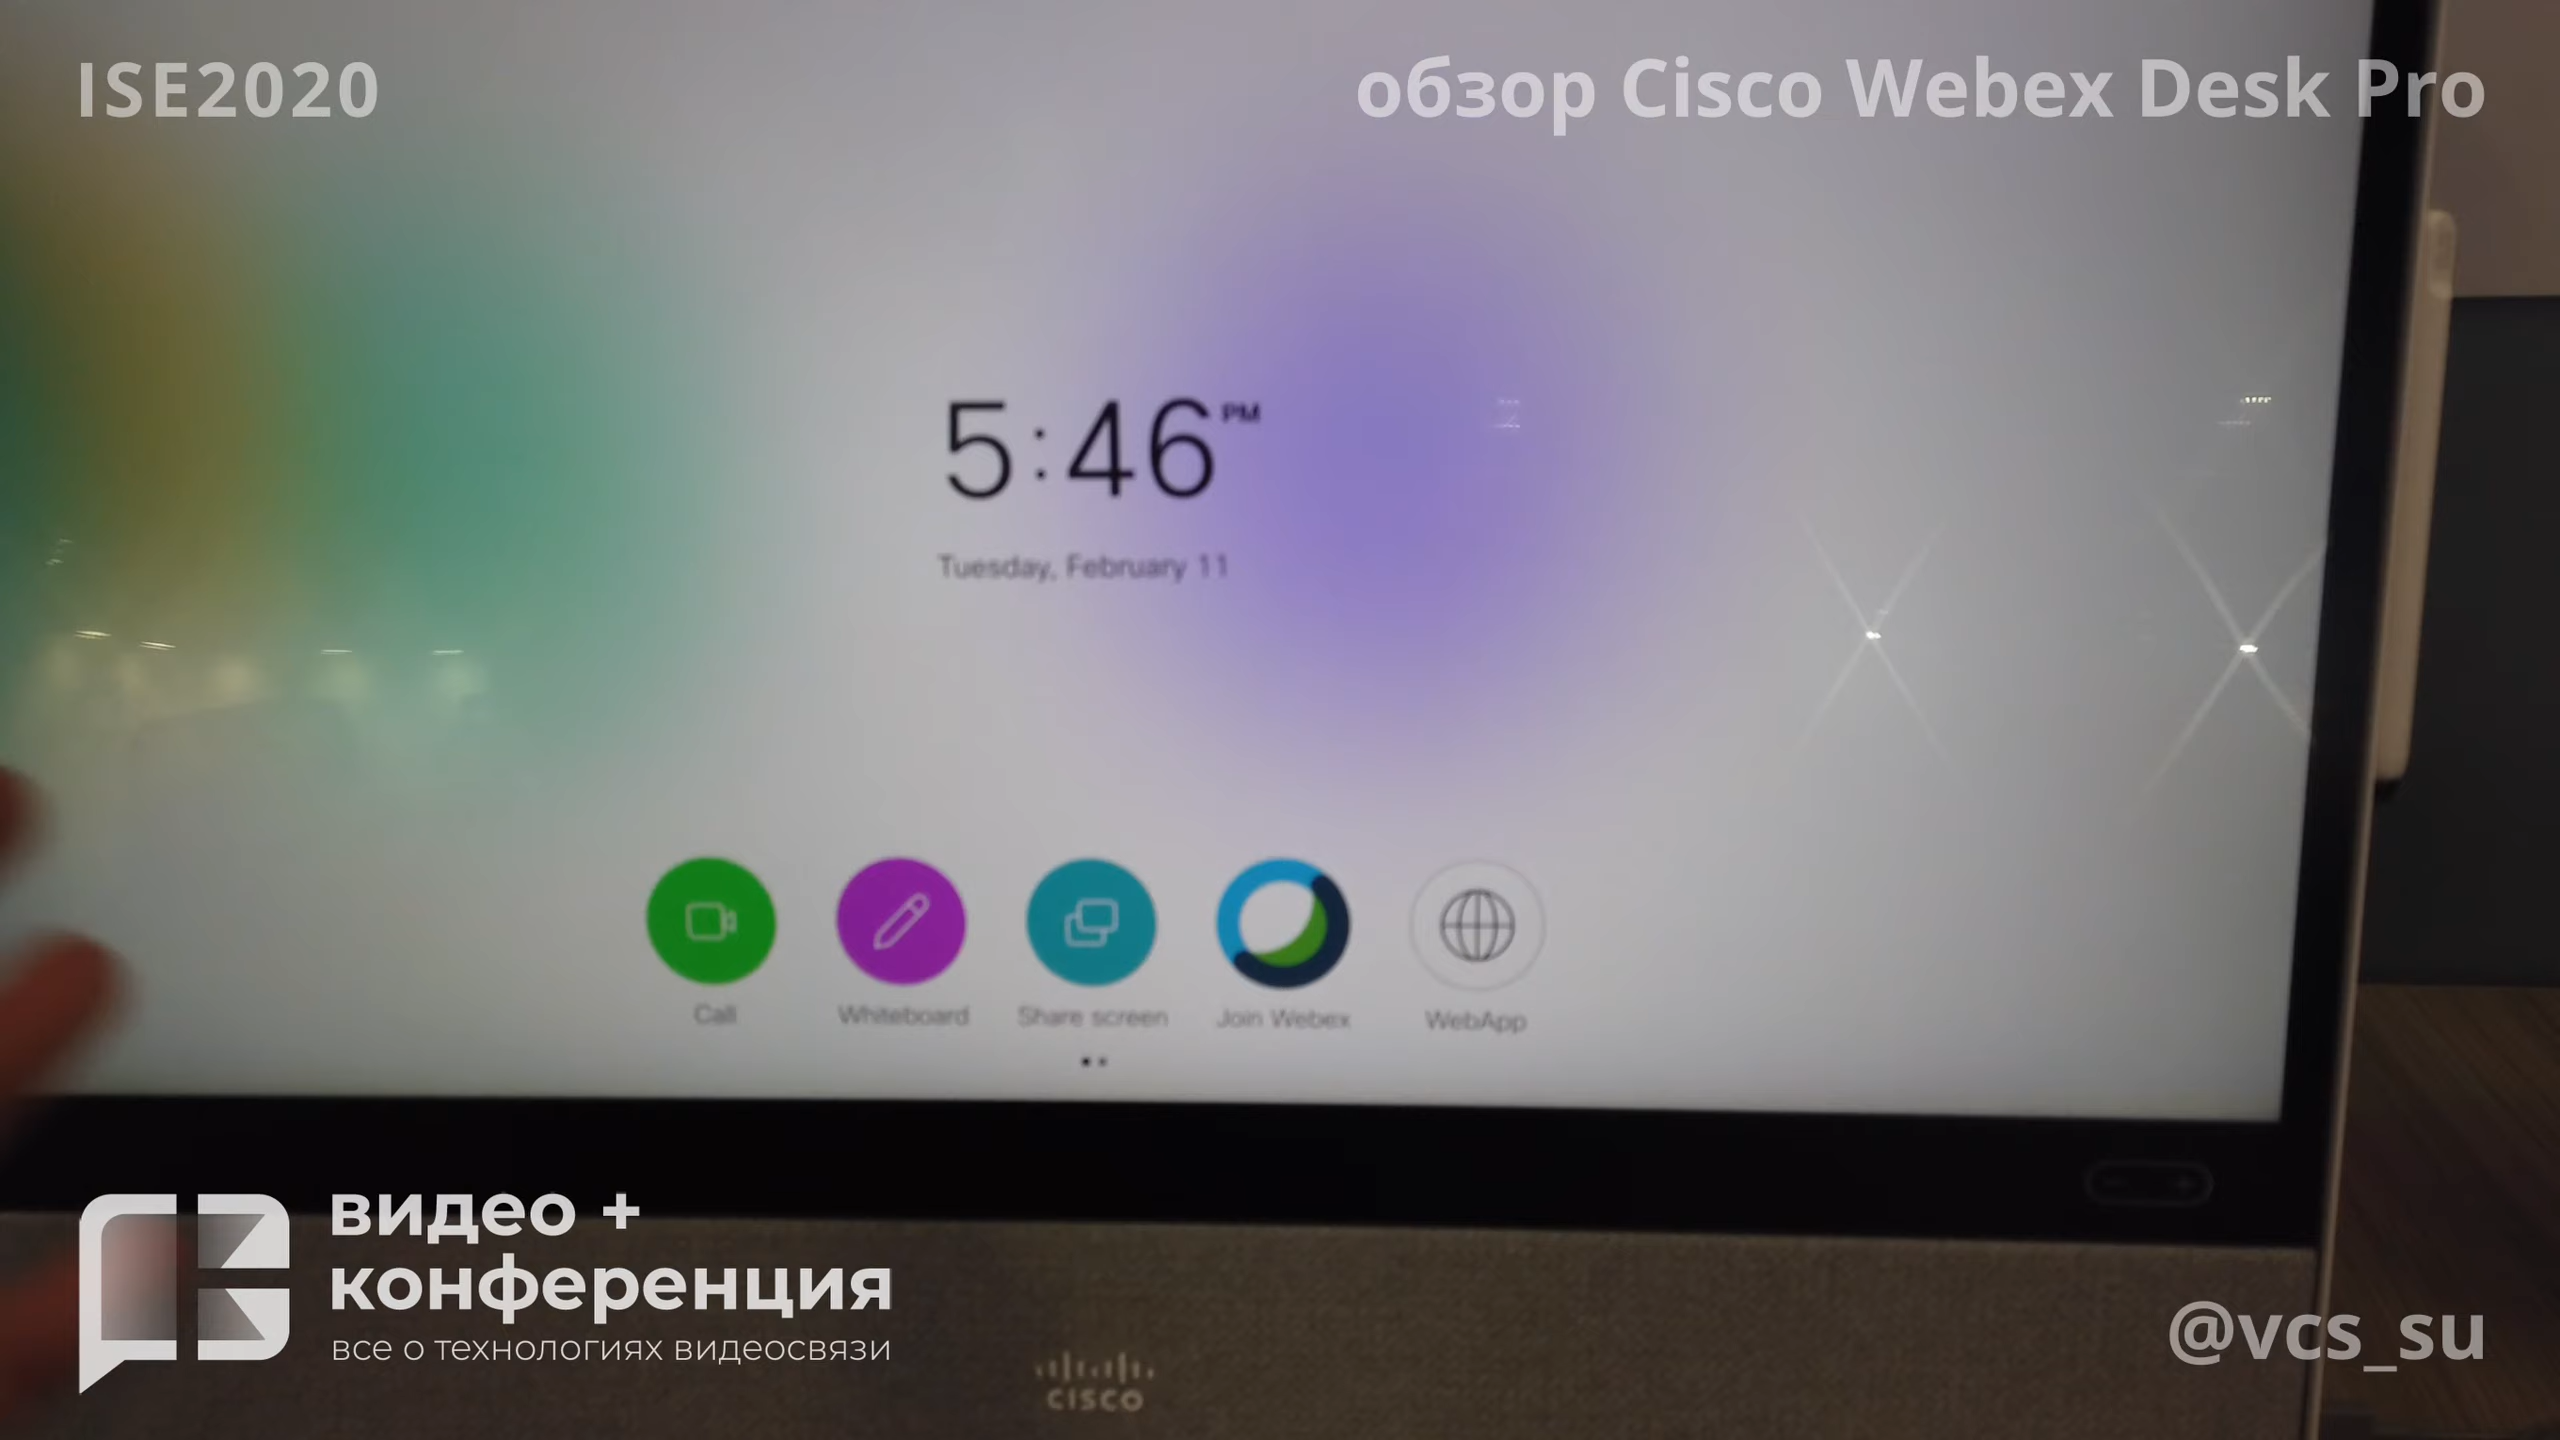 ISE2020
обзор Cisco Webex Desk Pro
5:46 PM
Tuesday, February 11
Call
Whiteboard
Share screen
Join Webex
WebApp
видео +
конференция
все о технологиях видеосвязи
CISCO
@vcs_su